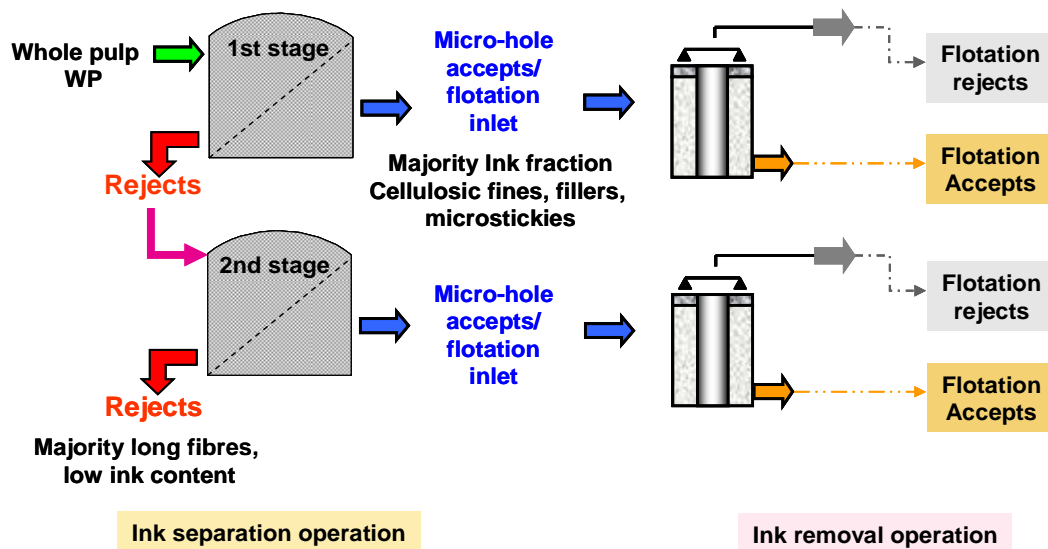 Whole pulp
WP
1st stage
Micro-hole
accepts/
flotation
inlet
Flotation
rejects
Rejects
Majority Ink fraction
Cellulosic fines, fillers,
microstickies
Flotation
Accepts
2nd stage
Micro-hole
accepts/
flotation
inlet
Flotation
rejects
Rejects
Majority long fibres,
low ink content
Flotation
Accepts
Ink separation operation
Ink removal operation